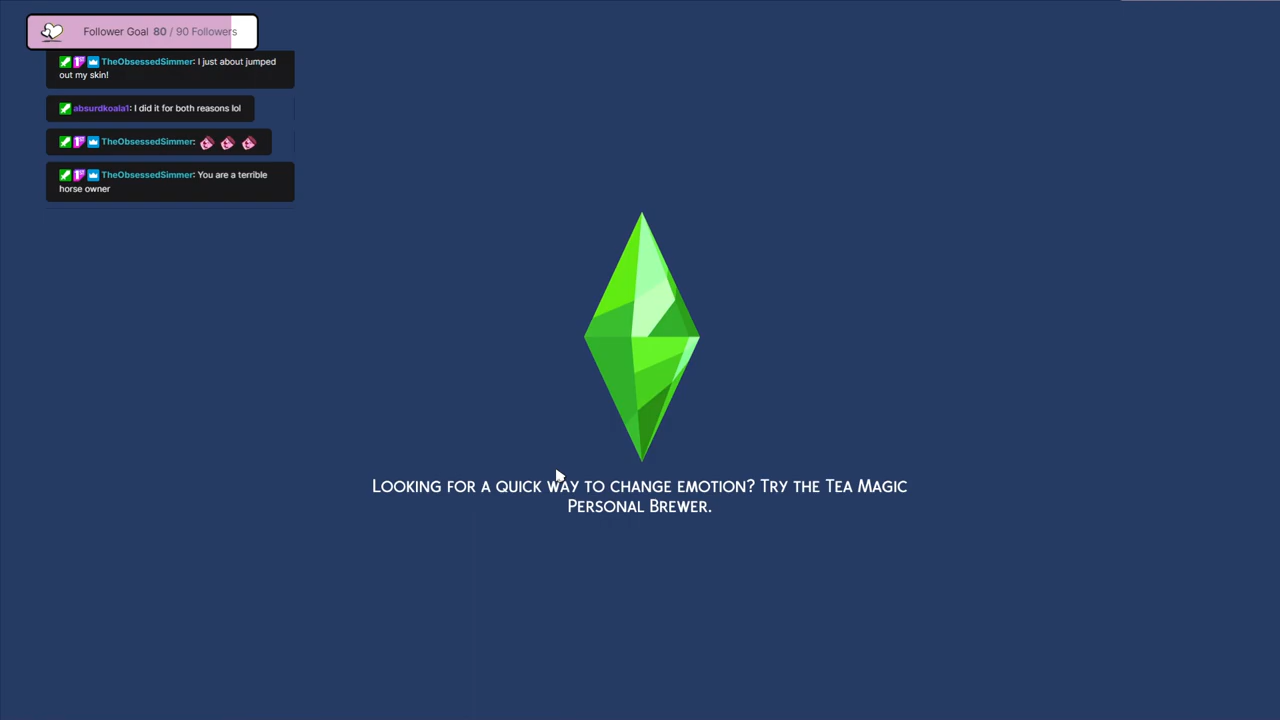 Follower Goal 80 / 90 Followers
TheObsessedSimmer: I just about jumped
out my skin!
absurdkoala1: I did it for both reasons lol
TheObsessedSimmer:
TheObsessedSimmer: You are a terrible
horse owner
Looking for a quick way to change emotion? Try the Tea Magic
Personal Brewer.